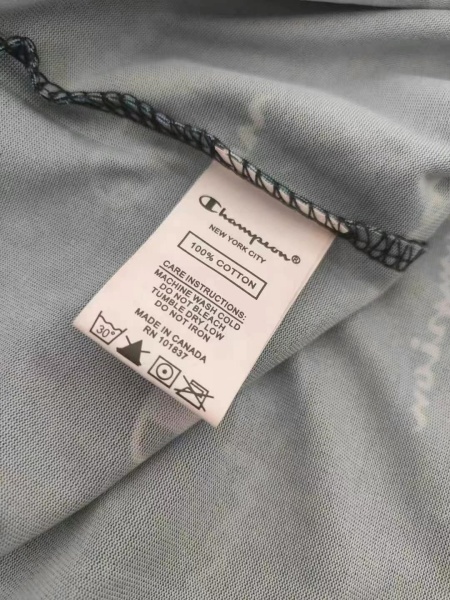 Champion®
NEW YORK CITY
100% COTTON
CARE INSTRUCTIONS:
MACHINE WASH COLD
DO NOT BLEACH
TUMBLE DRY LOW
DO NOT IRON
MADE IN CANADA
RN 101837
30°